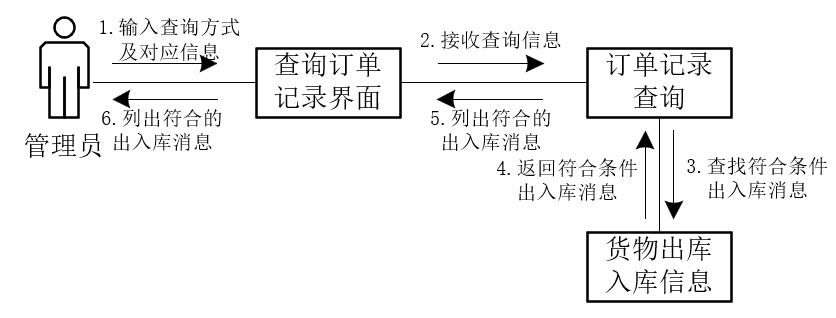 1.输入查询方式
及对应信息
2.接收查询信息
查询订单
记录界面
订单记录
查询
6.列出符合的
出入库消息
5.列出符合的
出入库消息
管理员
4.返回符合条件
出入库消息
3.查找符合条件
出入库消息
货物出库
入库信息